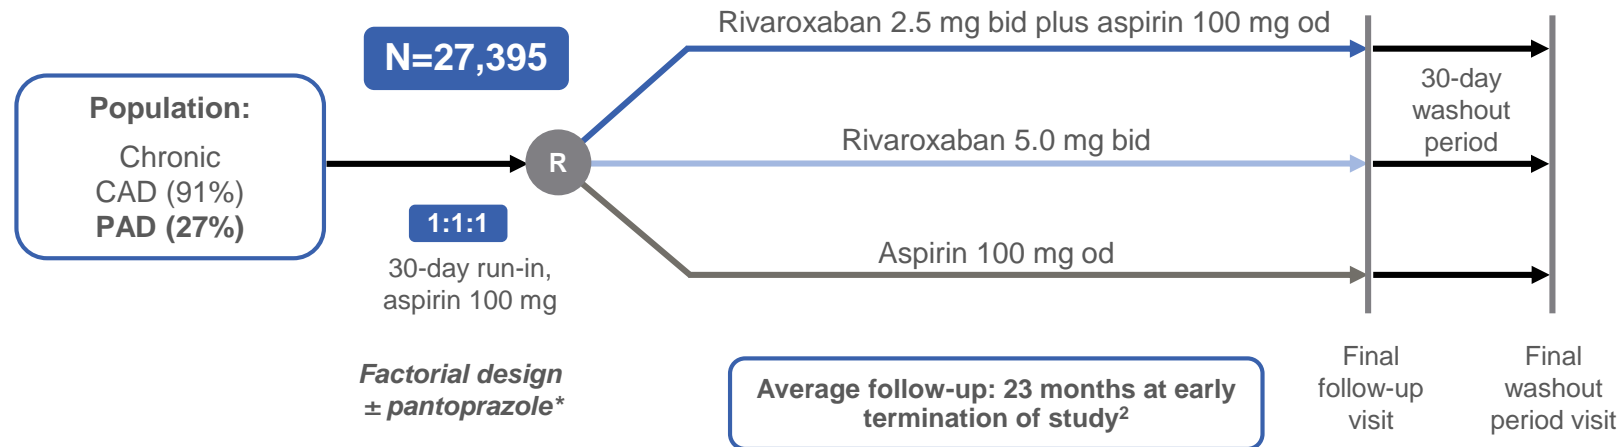 N=27,395
Population:
Chronic
CAD (91%)
PAD (27%)
R
1:1:1
30-day run-in,
aspirin 100 mg
Factorial design
± pantoprazole*
Rivaroxaban 2.5 mg bid plus aspirin 100 mg od
Rivaroxaban 5.0 mg bid
Aspirin 100 mg od
30-day
washout
period
Average follow-up: 23 months at early
termination of study²
Final
follow-up
visit
Final
washout
period visit